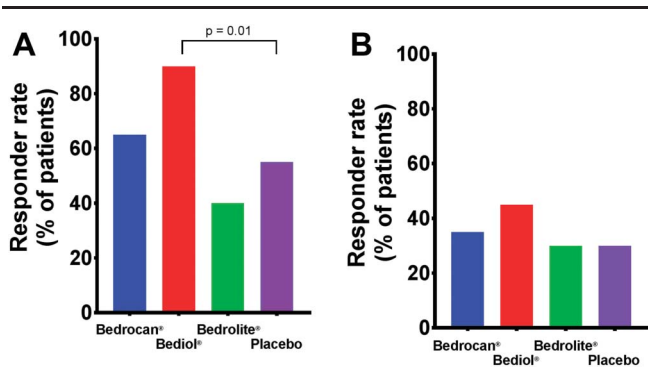 A
Responder rate
(% of patients)
100
80
60
40
20
0
p = 0.01
Bedrocan®
Bediol®
Bedrolite®
Placebo
B
Responder rate
(% of patients)
100
80
60
40
20
0
Bedrocan®
Bediol®
Bedrolite®
Placebo